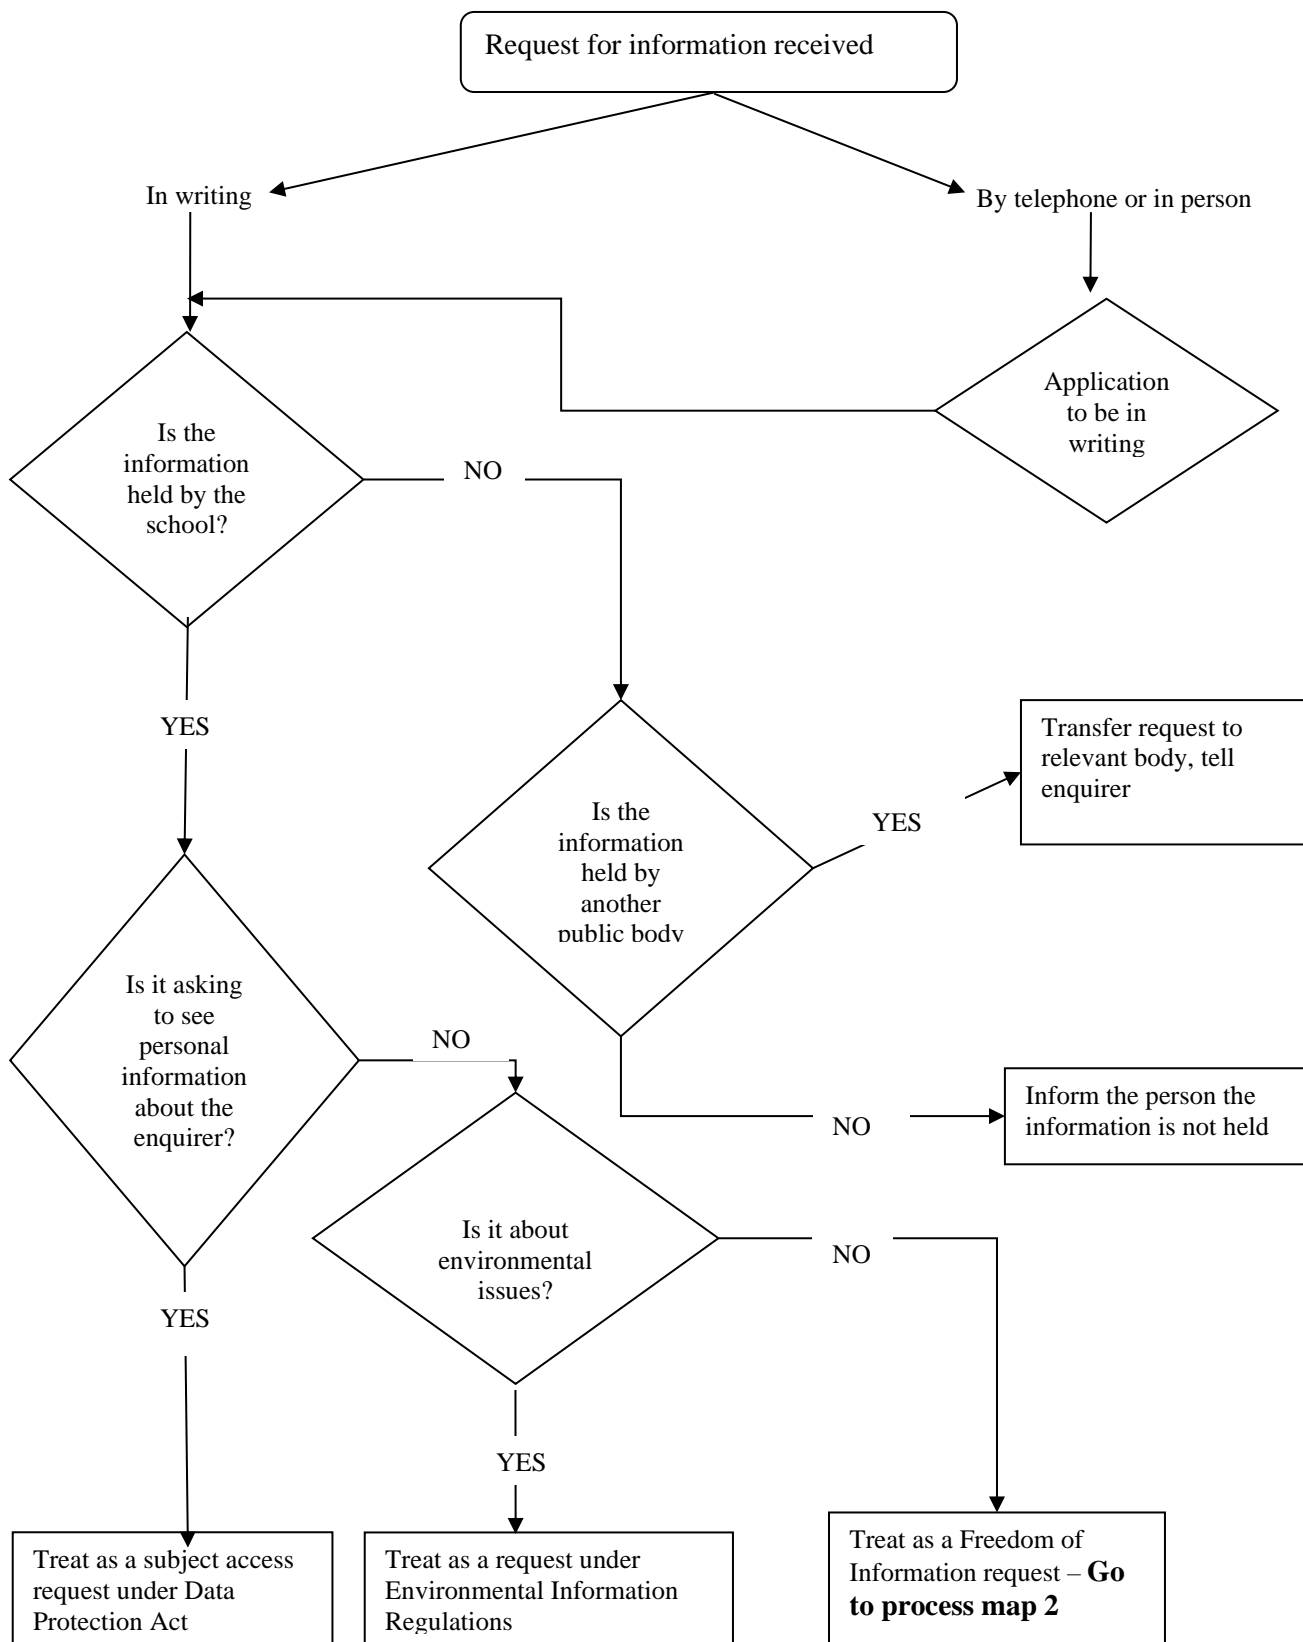 Request for information received
In writing
By telephone or in person
Application
to be in
writing
Is the
information
held by the
school?
NO
YES
Transfer request to
relevant body, tell
enquirer
Is the
information
held by
another
public body
YES
Is it asking
to see
personal
information
about the
enquirer?
NO
Inform the person the
information is not held
NO
Is it about
environmental
issues?
NO
YES
YES
Treat as a subject access
request under Data
Protection Act
Treat as a request under
Environmental Information
Regulations
Treat as a Freedom of
Information request – Go
to process map 2